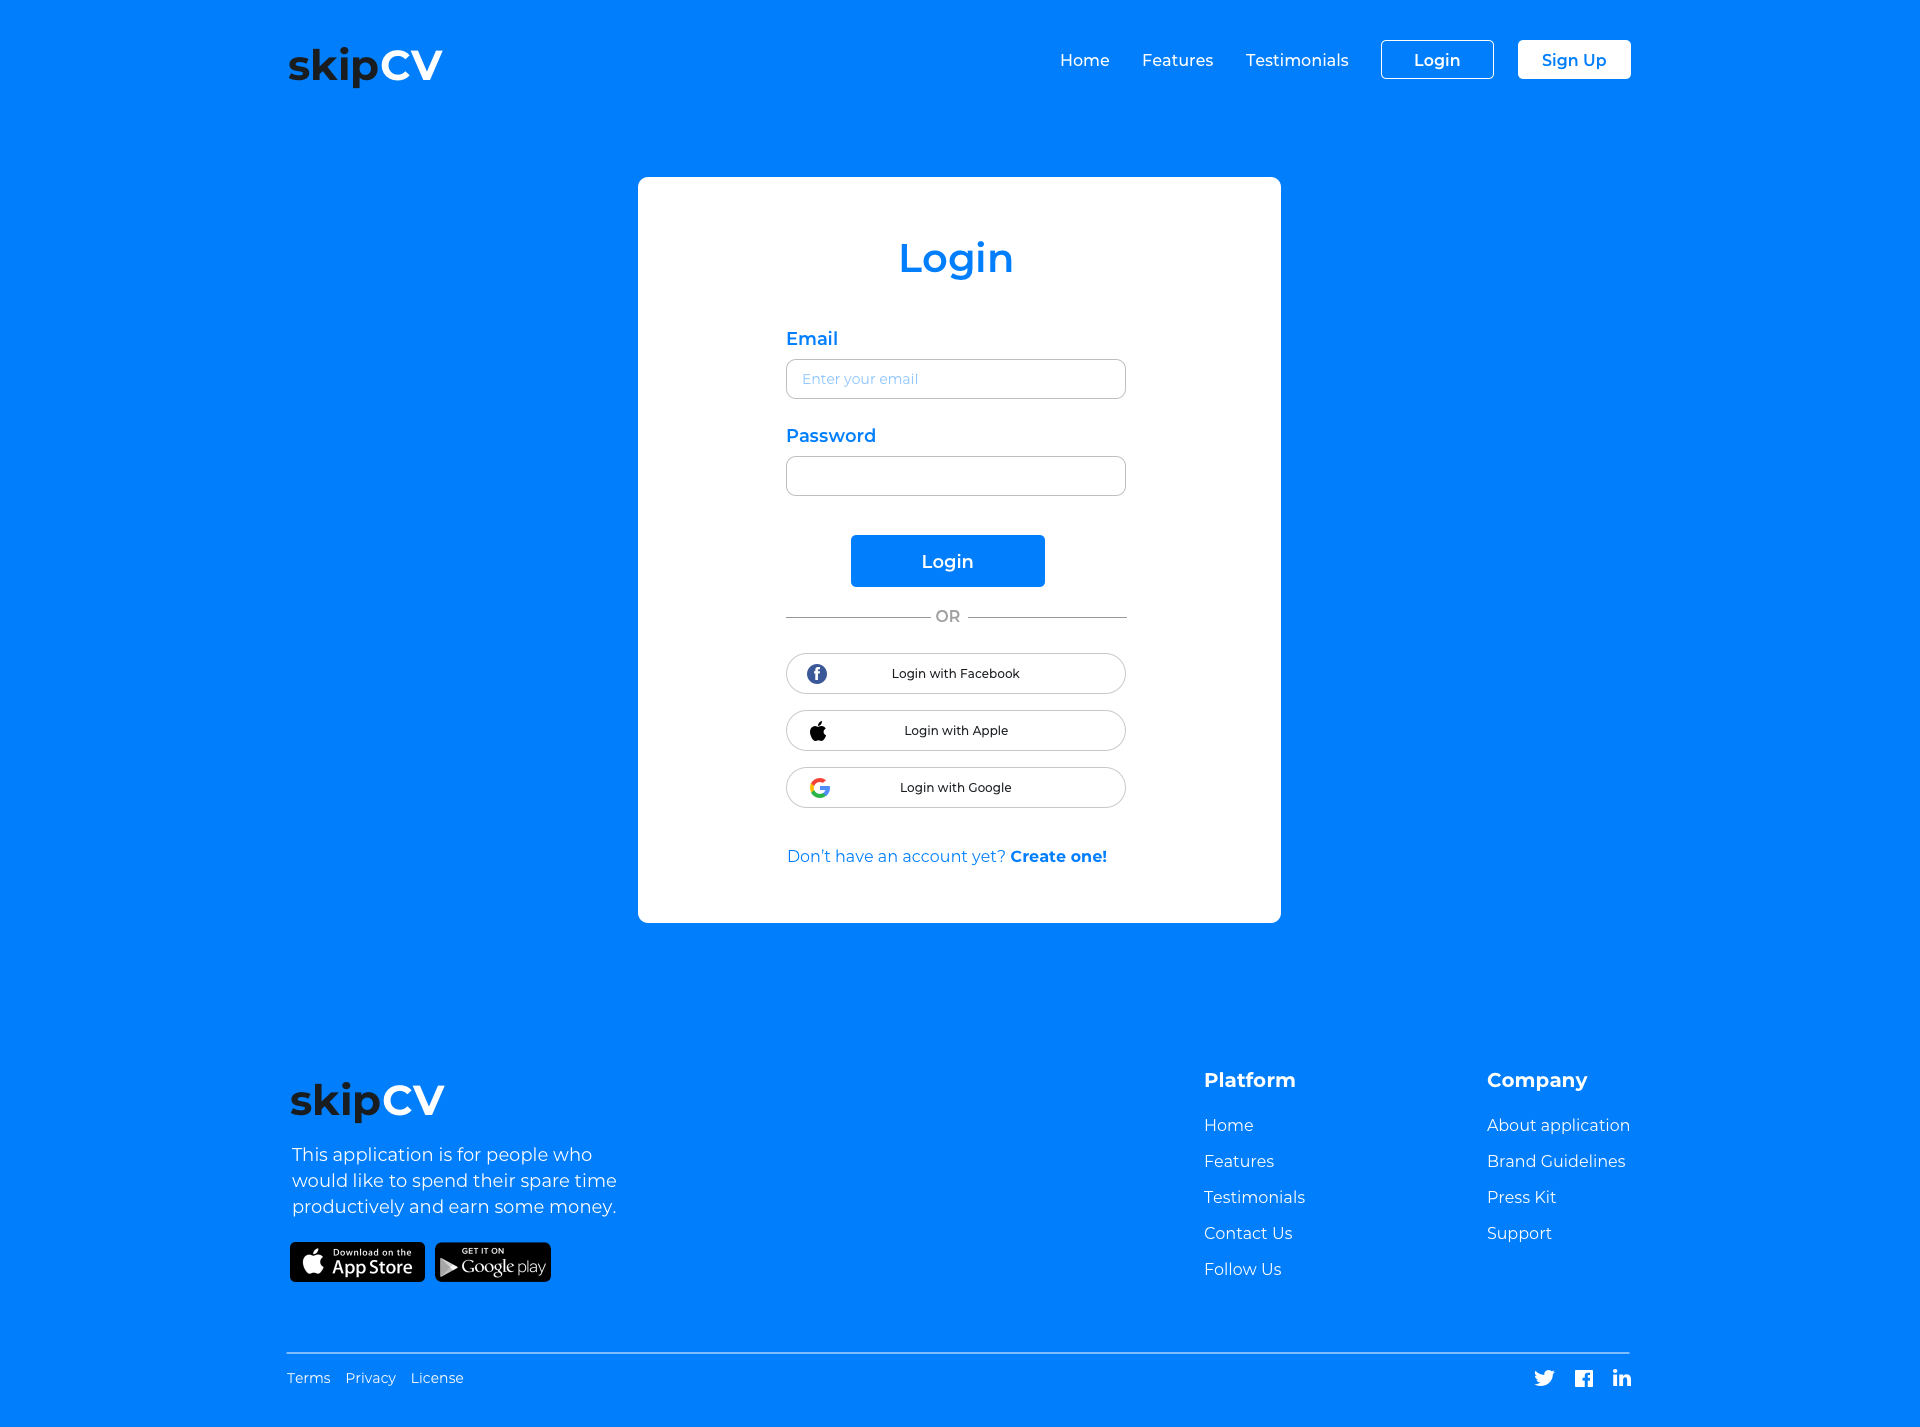 skipCV
Home Features Testimonials Login Sign Up
Login
Email
Enter your email
Password
Login
OR
Login with Facebook
Login with Apple
Login with Google
Don't have an account yet? Create one!
skipCV
This application is for people who
would like to spend their spare time
productively and earn some money.
Download on the
App Store
GET IT ON
Google play
Platform
Home
Features
Testimonials
Contact Us
Follow Us
Company
About application
Brand Guidelines
Press Kit
Support
Terms Privacy License